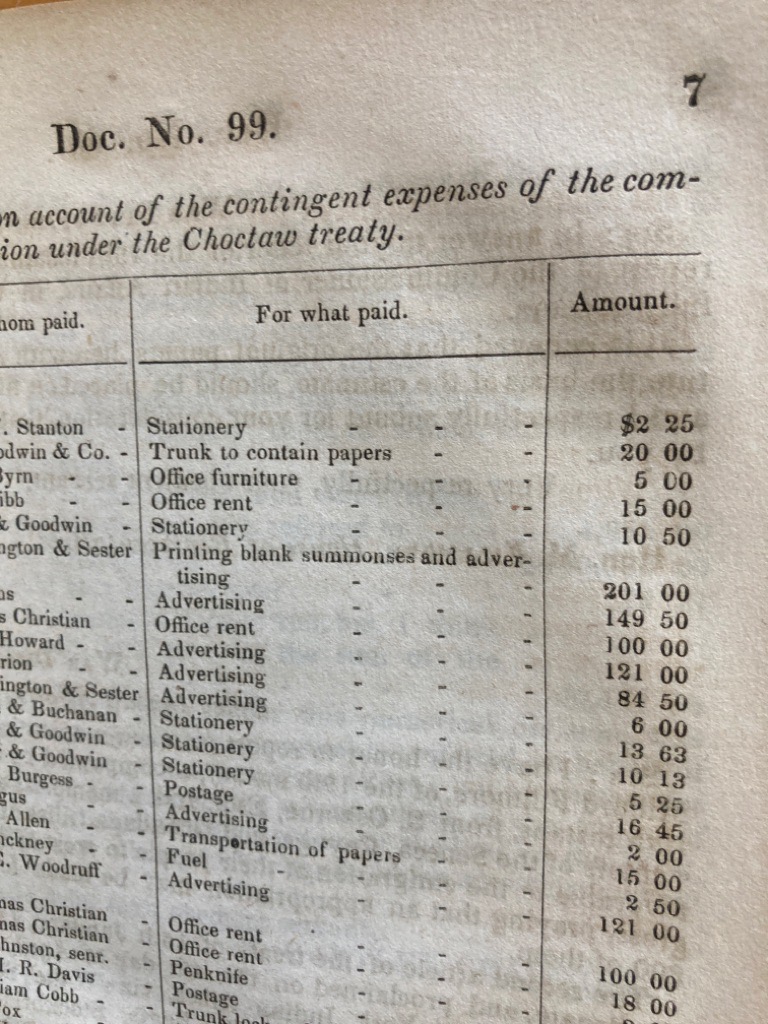 7
Doc. No. 99.
n account of the contingent expenses of the com-
ion under the Choctaw treaty.
hom paid. For what paid. Amount.
. Stanton - Stationery - - - $2 25
odwin & Co. - Trunk to contain papers - - 20 00
Byrn - - Office furniture - - - 5 00
ibb - - Office rent - - - 15 00
& Goodwin - Stationery - - - 10 50
ngton & Sester Printing blank summonses and adver-
tising - - - 201 00
ns - - Advertising - - - 149 50
s Christian - Office rent - - - 100 00
Howard - - Advertising - - - 121 00
rion - Advertising - - - 84 50
ington & Sester Advertising - - - 6 00
& Buchanan - Stationery - - - 13 63
& Goodwin - Stationery - - - 10 13
& Goodwin - Stationery - - - 5 25
Burgess - - Postage - - - 16 45
gus - - Advertising - - - 2 00
Allen - - Transportation of papers - - 15 00
ckney - - Fuel - - - 2 50
. Woodruff - Advertising - - - 121 00
nas Christian - Office rent - - - 100 00
nas Christian - Office rent - - - 18 00
hnston, senr. - Penknife - - -
. R. Davis - Postage - - -
iam Cobb - Trunk
ox